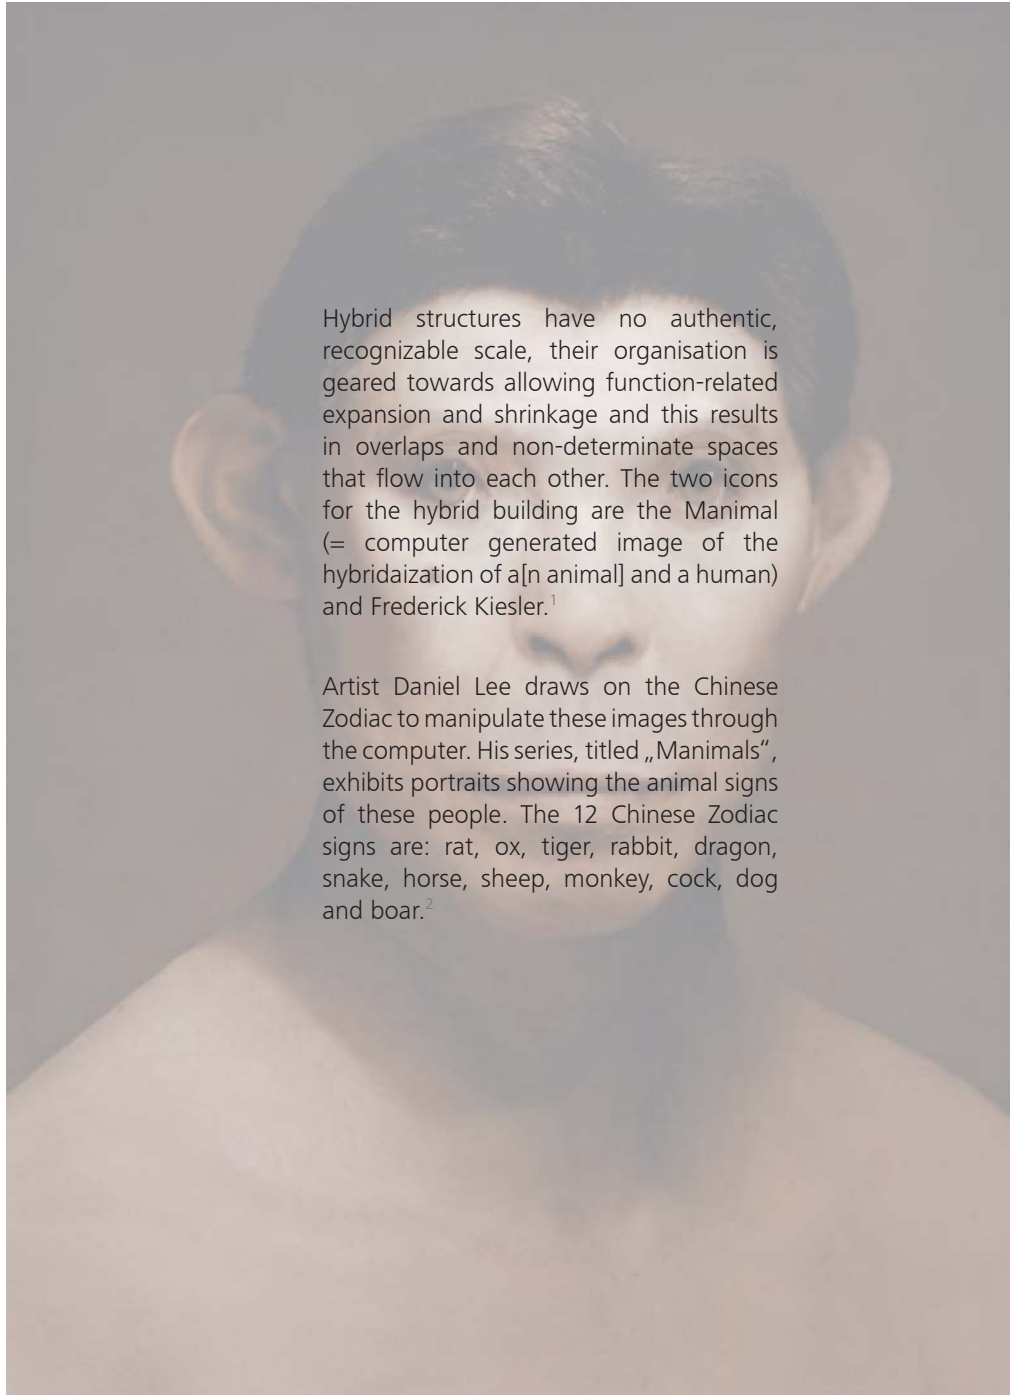 Hybrid structures have no authentic,
recognizable scale, their organisation is
geared towards allowing function-related
expansion and shrinkage and this results
in overlaps and non-determinate spaces
that flow into each other. The two icons
for the hybrid building are the Manimal
(= computer generated image of the
hybridaization of a[n animal] and a human)
and Frederick Kiesler.1
Artist Daniel Lee draws on the Chinese
Zodiac to manipulate these images through
the computer. His series, titled „Manimals“,
exhibits portraits showing the animal signs
of these people. The 12 Chinese Zodiac
signs are: rat, ox, tiger, rabbit, dragon,
snake, horse, sheep, monkey, cock, dog
and boar.2